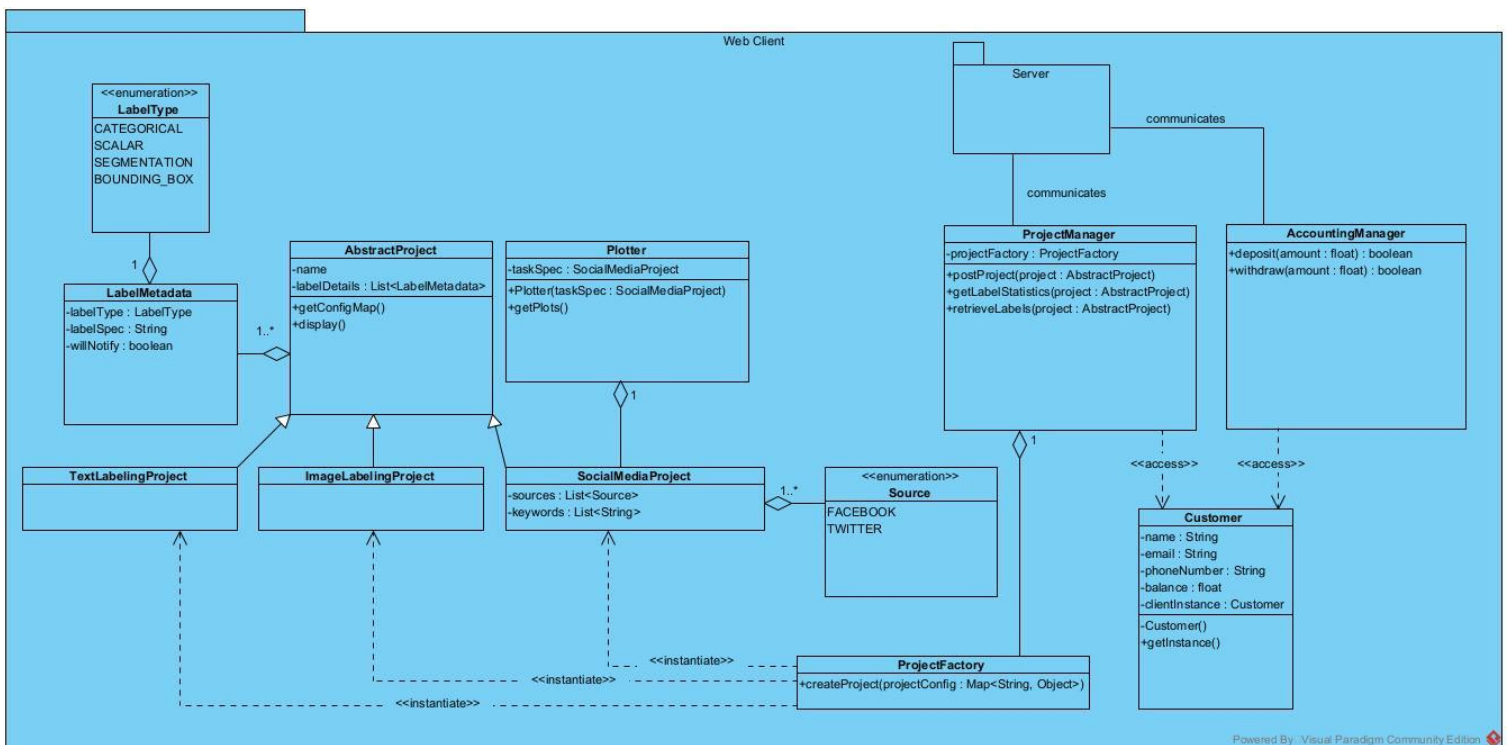 Web Client
<<enumeration>>
LabelType
CATEGORICAL
SCALAR
SEGMENTATION
BOUNDING_BOX
1
LabelMetadata
-labelType : LabelType
-labelSpec : String
-willNotify : boolean
1..*
AbstractProject
-name
-labelDetails : List<LabelMetadata>
+getConfigMap()
+display()
Plotter
-taskSpec : SocialMediaProject
+Plotter(taskSpec : SocialMediaProject)
+getPlots()
1
Server
communicates
communicates
ProjectManager
-projectFactory : ProjectFactory
+postProject(project : AbstractProject)
+getLabelStatistics(project : AbstractProject)
+retrieveLabels(project : AbstractProject)
1
AccountingManager
+deposit(amount : float) : boolean
+withdraw(amount : float) : boolean
<<access>>
<<access>>
TextLabelingProject
ImageLabelingProject
SocialMediaProject
-sources : List<Source>
-keywords : List<String>
1..*
<<enumeration>>
Source
FACEBOOK
TWITTER
Customer
-name : String
-email : String
-phoneNumber : String
-balance : float
-clientInstance : Customer
-Customer()
+getInstance()
<<instantiate>>
<<instantiate>>
<<instantiate>>
ProjectFactory
+createProject(projectConfig : Map<String, Object>)
Powered By: Visual Paradigm Community Edition